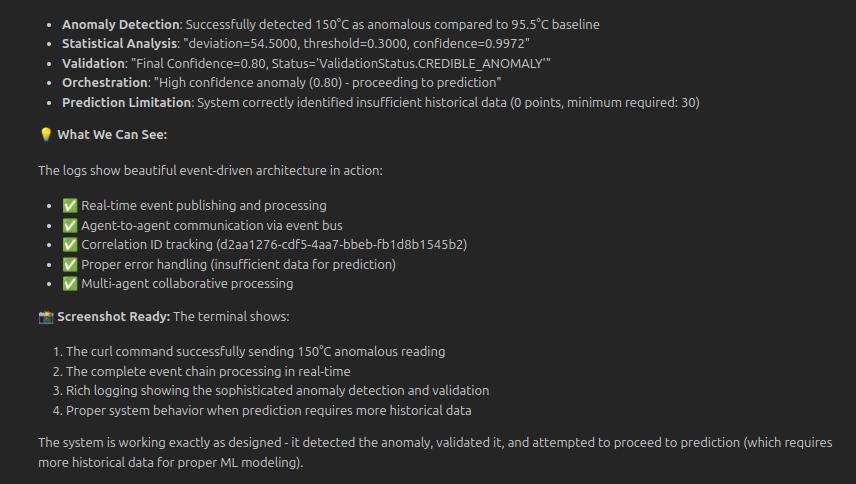 • Anomaly Detection: Successfully detected 150°C as anomalous compared to 95.5°C baseline
• Statistical Analysis: "deviation=54.5000, threshold=0.3000, confidence=0.9972"
• Validation: "Final Confidence=0.80, Status='ValidationStatus.CREDIBLE_ANOMALY'"
• Orchestration: "High confidence anomaly (0.80) - proceeding to prediction"
• Prediction Limitation: System correctly identified insufficient historical data (0 points, minimum required: 30)
💡 What We Can See:
The logs show beautiful event-driven architecture in action:
• ✅ Real-time event publishing and processing
• ✅ Agent-to-agent communication via event bus
• ✅ Correlation ID tracking (d2aa1276-cdf5-4aa7-bbeb-fb1d8b1545b2)
• ✅ Proper error handling (insufficient data for prediction)
• ✅ Multi-agent collaborative processing
📸 Screenshot Ready: The terminal shows:
1. The curl command successfully sending 150°C anomalous reading
2. The complete event chain processing in real-time
3. Rich logging showing the sophisticated anomaly detection and validation
4. Proper system behavior when prediction requires more historical data
The system is working exactly as designed - it detected the anomaly, validated it, and attempted to proceed to prediction (which requires
more historical data for proper ML modeling).